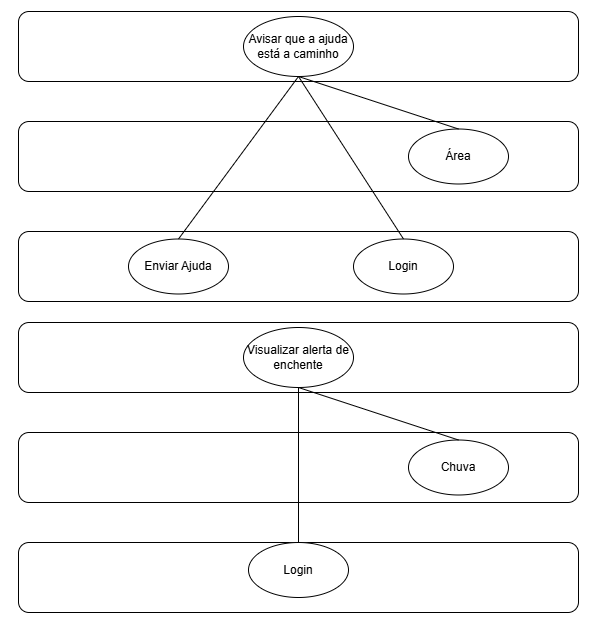 Avisar que a ajuda
está a caminho
Área
Enviar Ajuda
Login
Visualizar alerta de
enchente
Chuva
Login